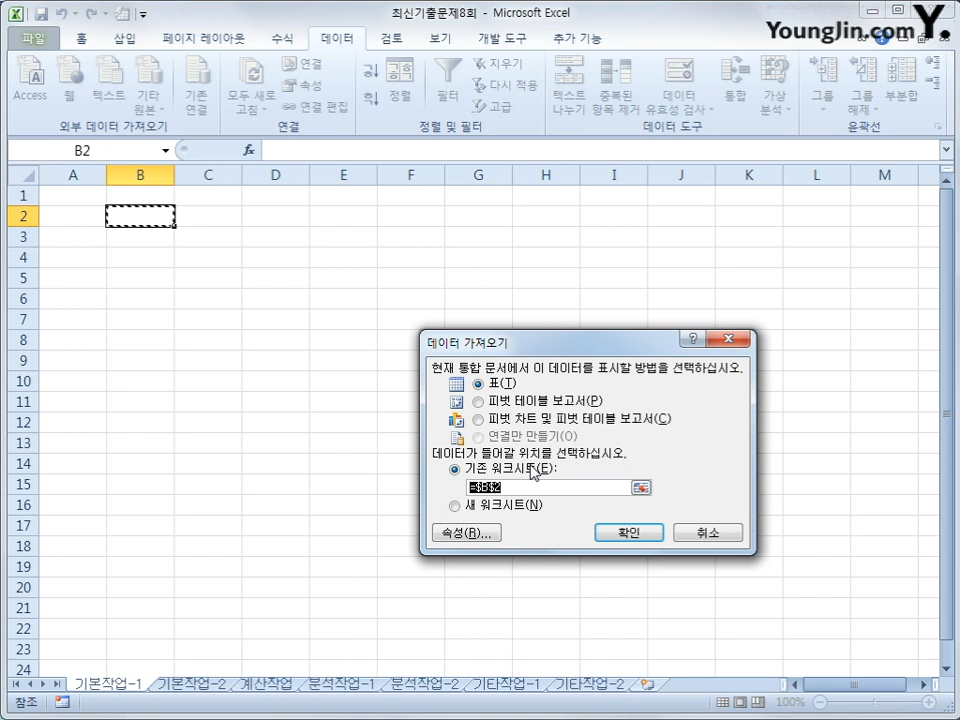 최신기출문제8회 - Microsoft Excel
Younglin.com Y.
파일 홈 삽입 페이지 레이아웃 수식 데이터 검토 보기 개발 도구 추가 기능
Access 웹 텍스트 기타 원본 기존 연결 모두 새로 고침 연결 속성 연결 편집 정렬 필터 지우기 다시 적용 고급 텍스트 나누기 중복된 항목 제거 데이터 유효성 검사 통합 가상 분석 그룹 그룹 해제 부분합
외부 데이터 가져오기 연결 정렬 및 필터 데이터 도구 윤곽선
B2 fx
A B C D E F G H I J K L M
1
2
3
4
5
6
7
8
9
10
11
12
13
14
15
16
17
18
19
20
21
22
23
24
데이터 가져오기
현재 통합 문서에서 이 데이터를 표시할 방법을 선택하십시오.
표(T)
피벗 테이블 보고서(P)
피벗 차트 및 피벗 테이블 보고서(C)
연결만 만들기(O)
데이터가 들어갈 위치를 선택하십시오.
기존 워크시트(E):
=$B$2
새 워크시트(N)
속성(R)... 확인 취소
기본작업-1 기본작업-2 계산작업 분석작업-1 분석작업-2 기타작업-1 기타작업-2
참조 100%